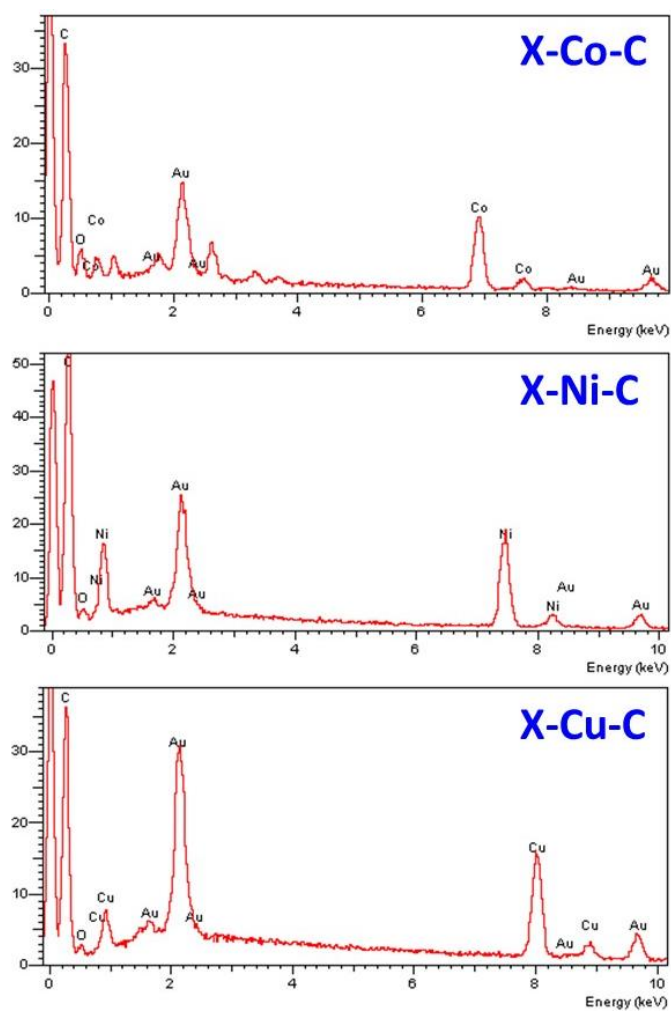 X-Co-C
30
20
10
0
C
O
Co
Co
Au
Au
Au
Co
Co
Au
Au
0 2 4 6 8
Energy (keV)
X-Ni-C
50
40
30
20
10
0
C
O
Ni
Ni
Au
Au
Au
Ni
Ni
Au
Au
0 2 4 6 8 10
Energy (keV)
X-Cu-C
30
20
10
0
C
O
Cu
Cu
Au
Au
Au
Cu
Au
Cu
Au
0 2 4 6 8 10
Energy (keV)